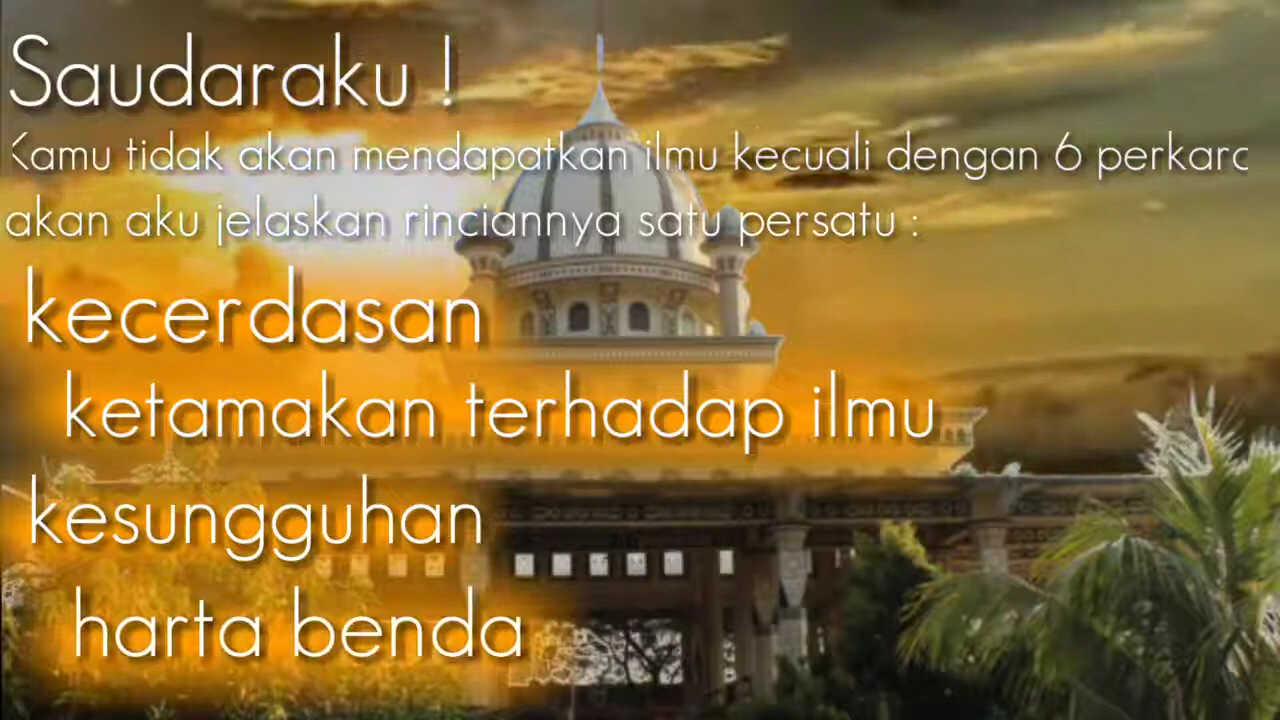 Saudaraku !
Kamu tidak akan mendapatkan ilmu kecuali dengan 6 perkara
akan aku jelaskan rinciannya satu persatu :
kecerdasan
ketamakan terhadap ilmu
kesungguhan
harta benda